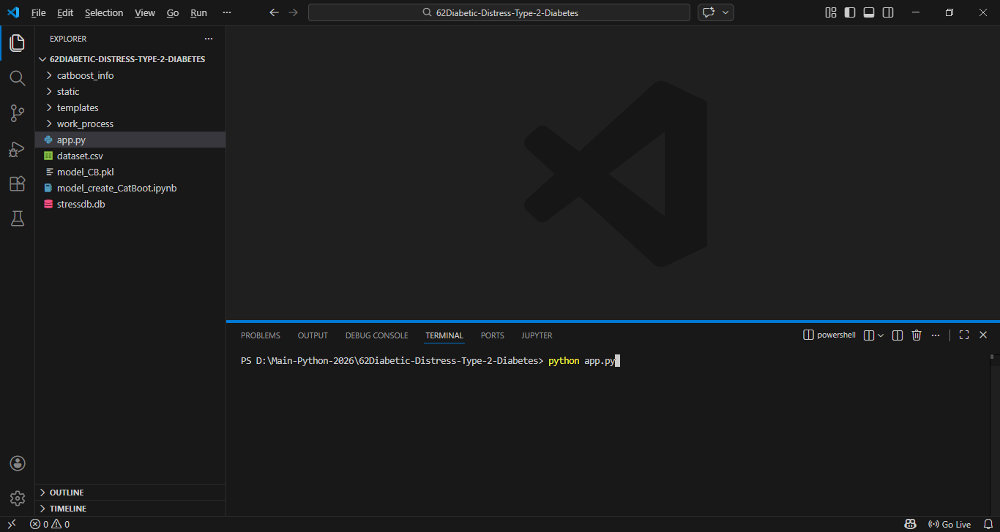 File Edit Selection View Go Run ··· 62Diabetic-Distress-Type-2-Diabetes
EXPLORER ···
62DIABETIC-DISTRESS-TYPE-2-DIABETES
catboost_info
static
templates
work_process
app.py
dataset.csv
model_CB.pkl
model_create_CatBoot.ipynb
stressdb.db
PROBLEMS OUTPUT DEBUG CONSOLE TERMINAL PORTS JUPYTER powershell ···
PS D:\Main-Python-2026\62Diabetic-Distress-Type-2-Diabetes> python app.py
OUTLINE
TIMELINE
0 0 Go Live